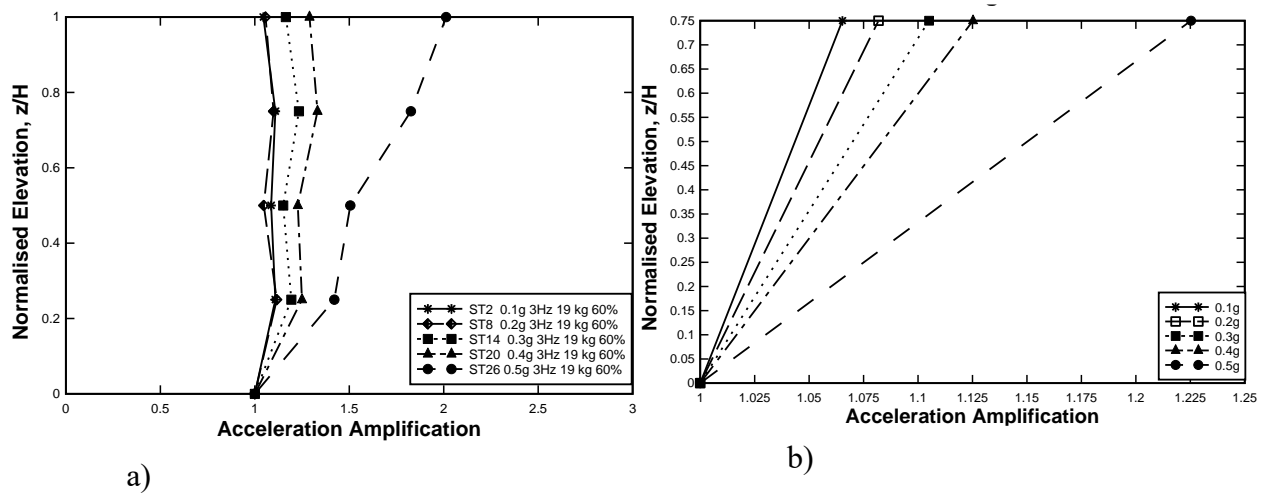 1
0.8
0.6
0.4
0.2
0
Normalised Elevation, z/H
0 0.5 1 1.5 2 2.5 3
Acceleration Amplification
ST2 0.1g 3Hz 19 kg 60%
ST8 0.2g 3Hz 19 kg 60%
ST14 0.3g 3Hz 19 kg 60%
ST20 0.4g 3Hz 19 kg 60%
ST26 0.5g 3Hz 19 kg 60%
a)
0.75
0.7
0.65
0.6
0.55
0.5
0.45
0.4
0.35
0.3
0.25
0.2
0.15
0.1
0.05
0
Normalised Elevation, z/H
1 1.025 1.05 1.075 1.1 1.125 1.15 1.175 1.2 1.225 1.25
Acceleration Amplification
0.1g
0.2g
0.3g
0.4g
0.5g
b)